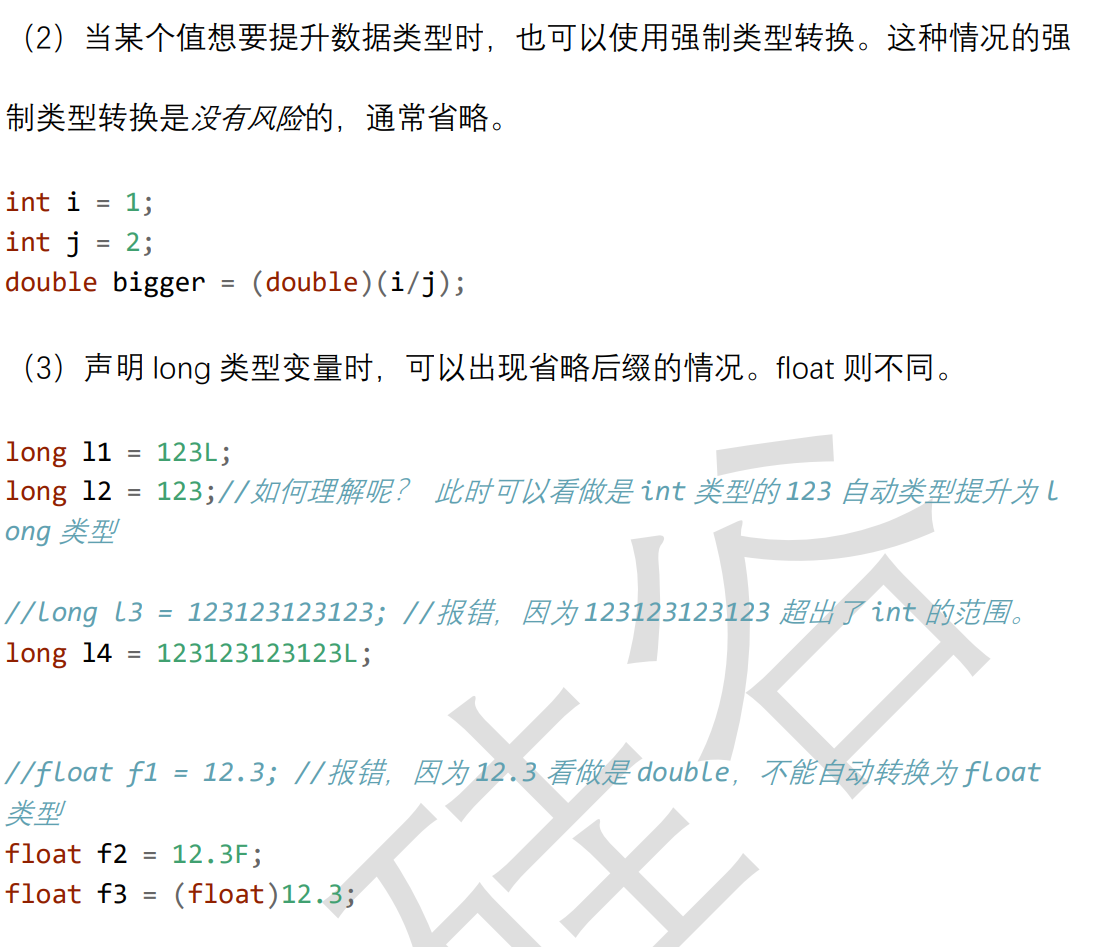 （2）当某个值想要提升数据类型时，也可以使用强制类型转换。这种情况的强
制类型转换是没有风险的，通常省略。
int i = 1;
int j = 2;
double bigger = (double)(i/j);
（3）声明 long 类型变量时，可以出现省略后缀的情况。float 则不同。
long l1 = 123L;
long l2 = 123;//如何理解呢？ 此时可以看做是 int 类型的 123 自动类型提升为 l
ong 类型
//long l3 = 123123123123; //报错，因为 123123123123 超出了 int 的范围。
long l4 = 123123123123L;
//float f1 = 12.3; //报错，因为 12.3 看做是 double，不能自动转换为 float
类型
float f2 = 12.3F;
float f3 = (float)12.3;
硅谷